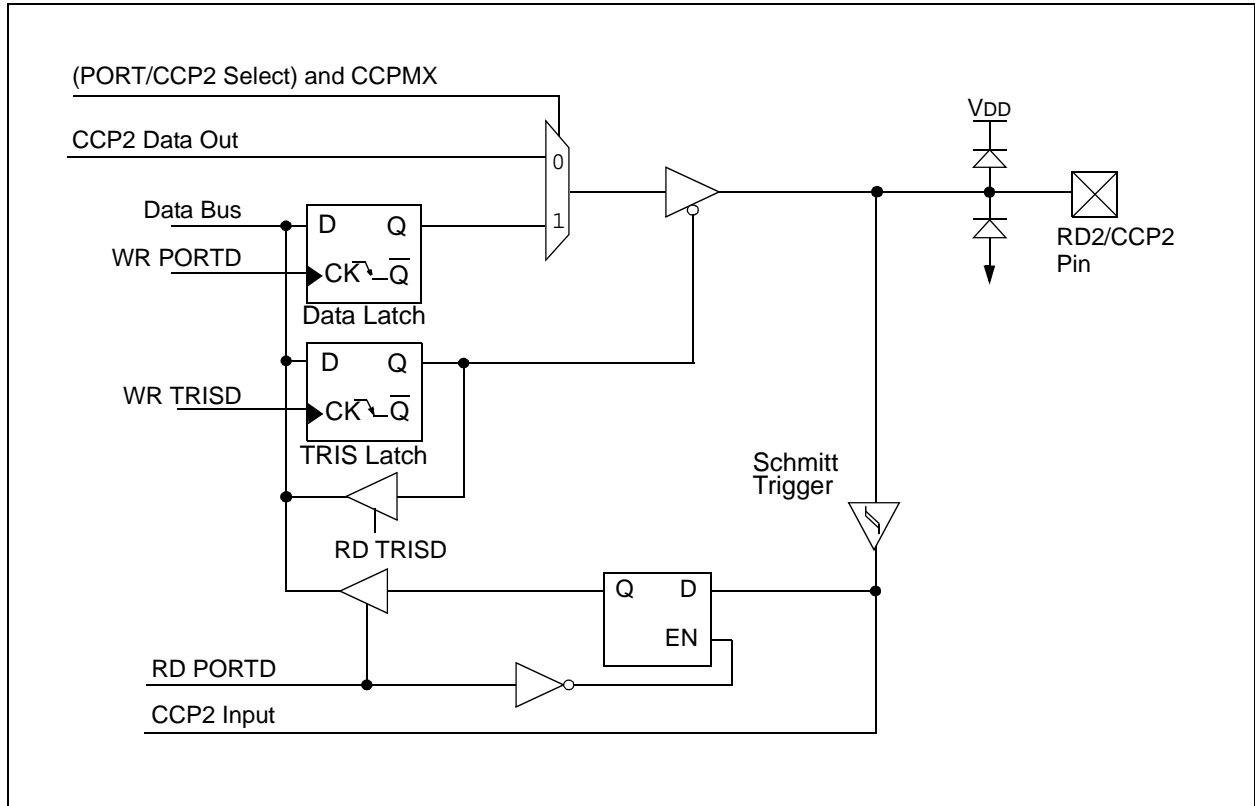 (PORT/CCP2 Select) and CCPMX
VDD
CCP2 Data Out
0
Data Bus
D Q
1
RD2/CCP2
Pin
WR PORTD
CK Q̅
Data Latch
D Q
WR TRISD
CK Q̅
TRIS Latch
Schmitt
Trigger
RD TRISD
Q D
EN
RD PORTD
CCP2 Input